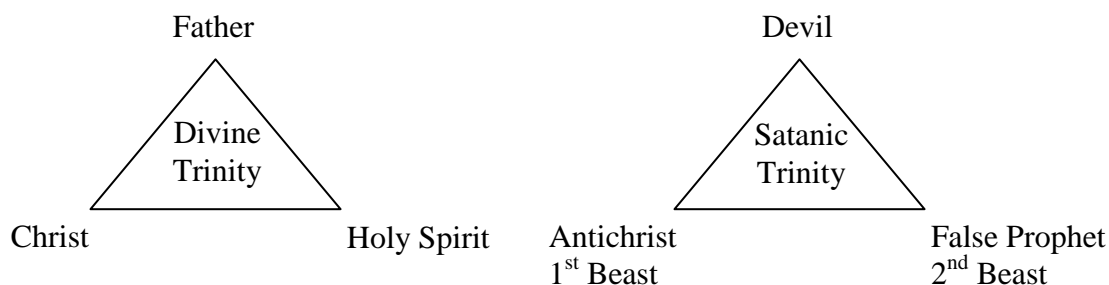 Father
Divine
Trinity
Christ
Holy Spirit
Devil
Satanic
Trinity
Antichrist
1st Beast
False Prophet
2nd Beast